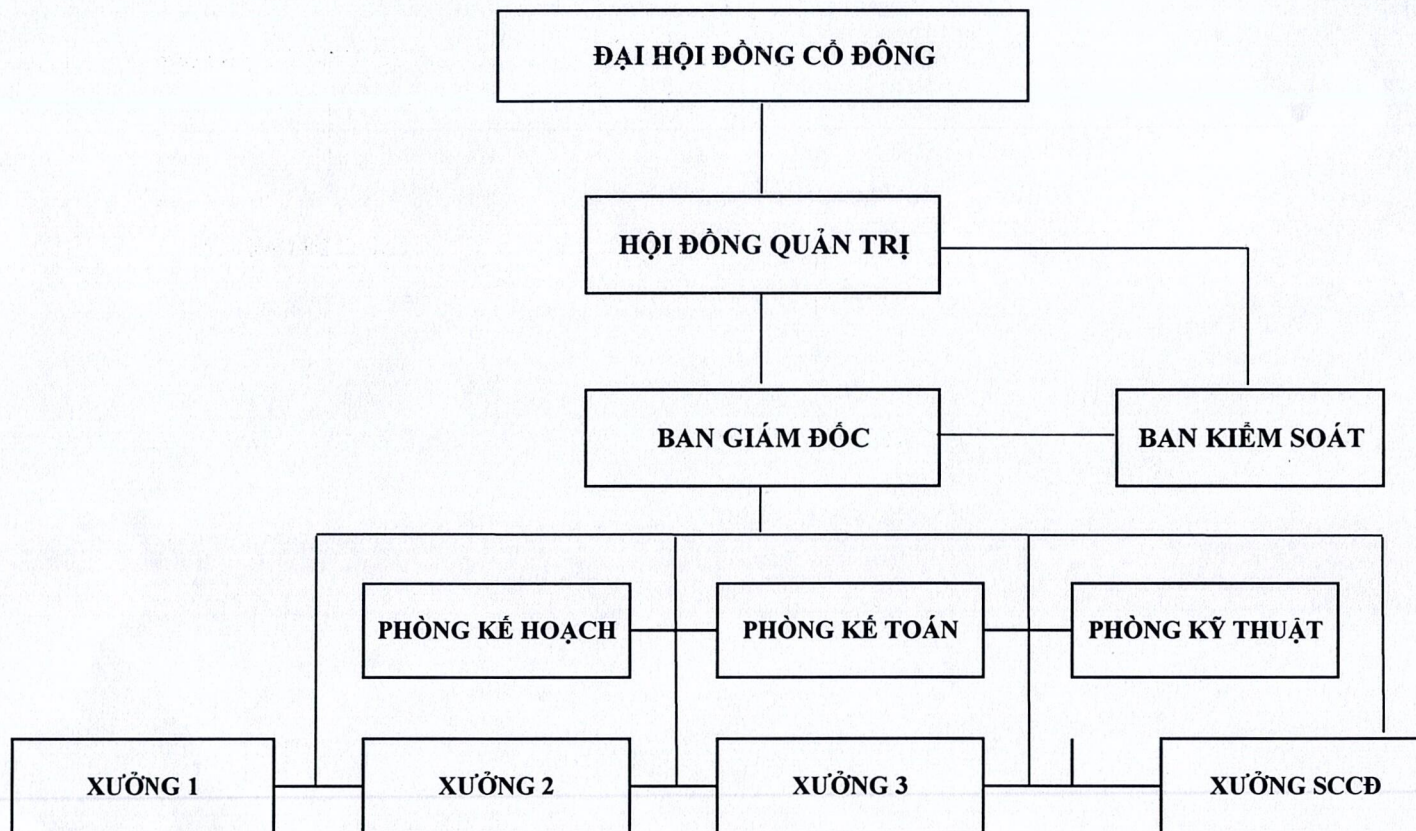 ĐẠI HỘI ĐỒNG CỔ ĐÔNG
HỘI ĐỒNG QUẢN TRỊ
BAN GIÁM ĐỐC
BAN KIỂM SOÁT
PHÒNG KẾ HOẠCH
PHÒNG KẾ TOÁN
PHÒNG KỸ THUẬT
XƯỞNG 1
XƯỞNG 2
XƯỞNG 3
XƯỞNG SCCĐ